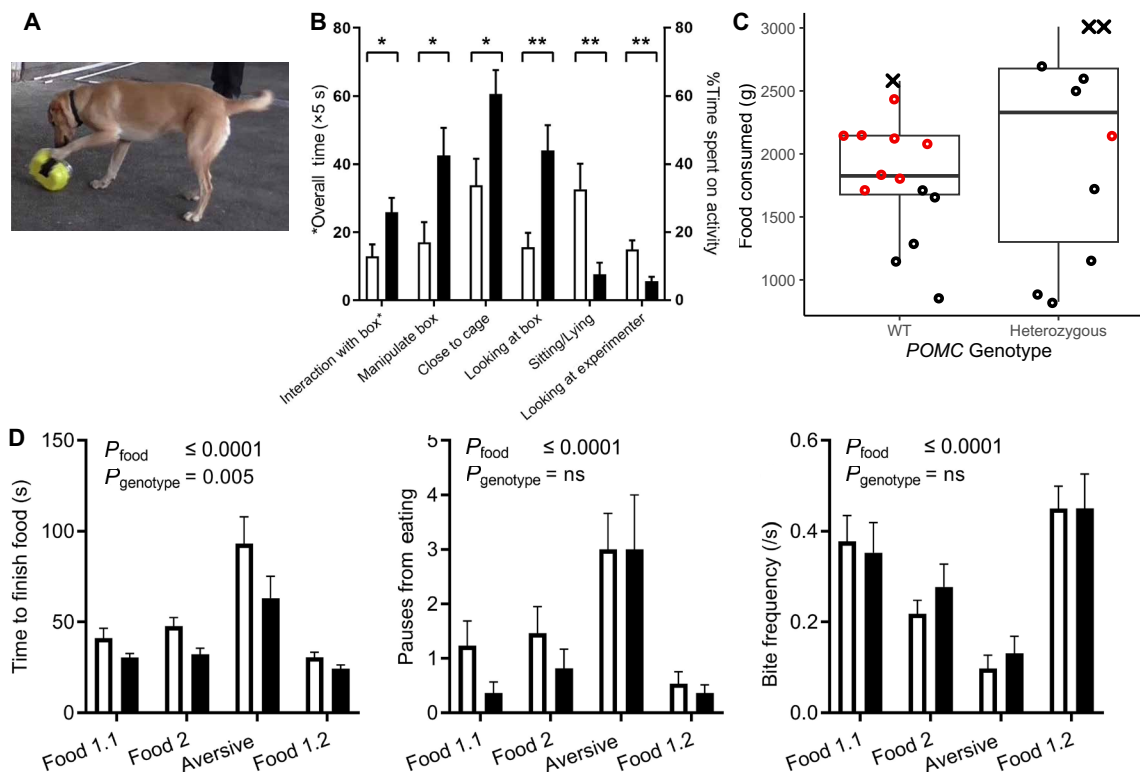 A
B
*Overall time (×5 s)
80
60
40
20
0
* * * ** ** **
80
60
40
20
0
%Time spent on activity
Interaction with box*
Manipulate box
Close to cage
Looking at box
Sitting/Lying
Looking at experimenter
C
Food consumed (g)
3000
2500
2000
1500
1000
WT Heterozygous
POMC Genotype
D
Time to finish food (s)
150
100
50
0
Pfood ≤ 0.0001
Pgenotype = 0.005
Food 1.1 Food 2 Aversive Food 1.2
Pauses from eating
5
4
3
2
1
0
Pfood ≤ 0.0001
Pgenotype = ns
Food 1.1 Food 2 Aversive Food 1.2
Bite frequency (/s)
0.6
0.4
0.2
0.0
Pfood ≤ 0.0001
Pgenotype = ns
Food 1.1 Food 2 Aversive Food 1.2